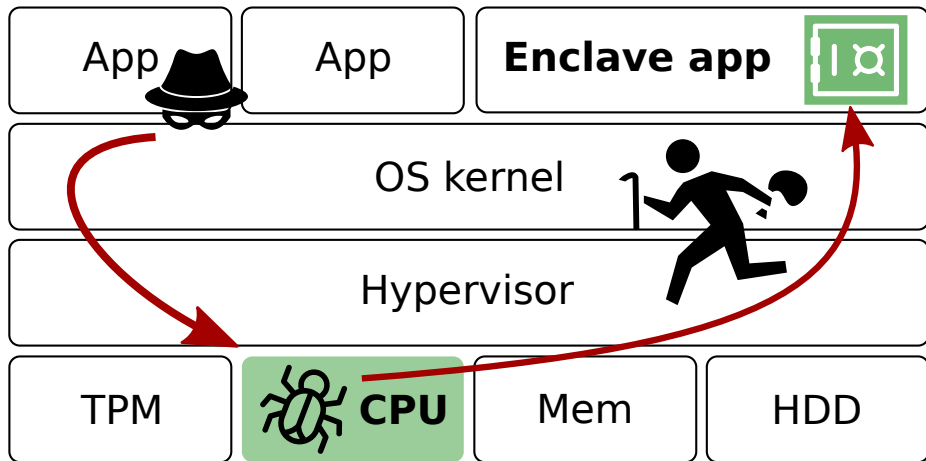 App
App
Enclave app
OS kernel
Hypervisor
TPM
CPU
Mem
HDD